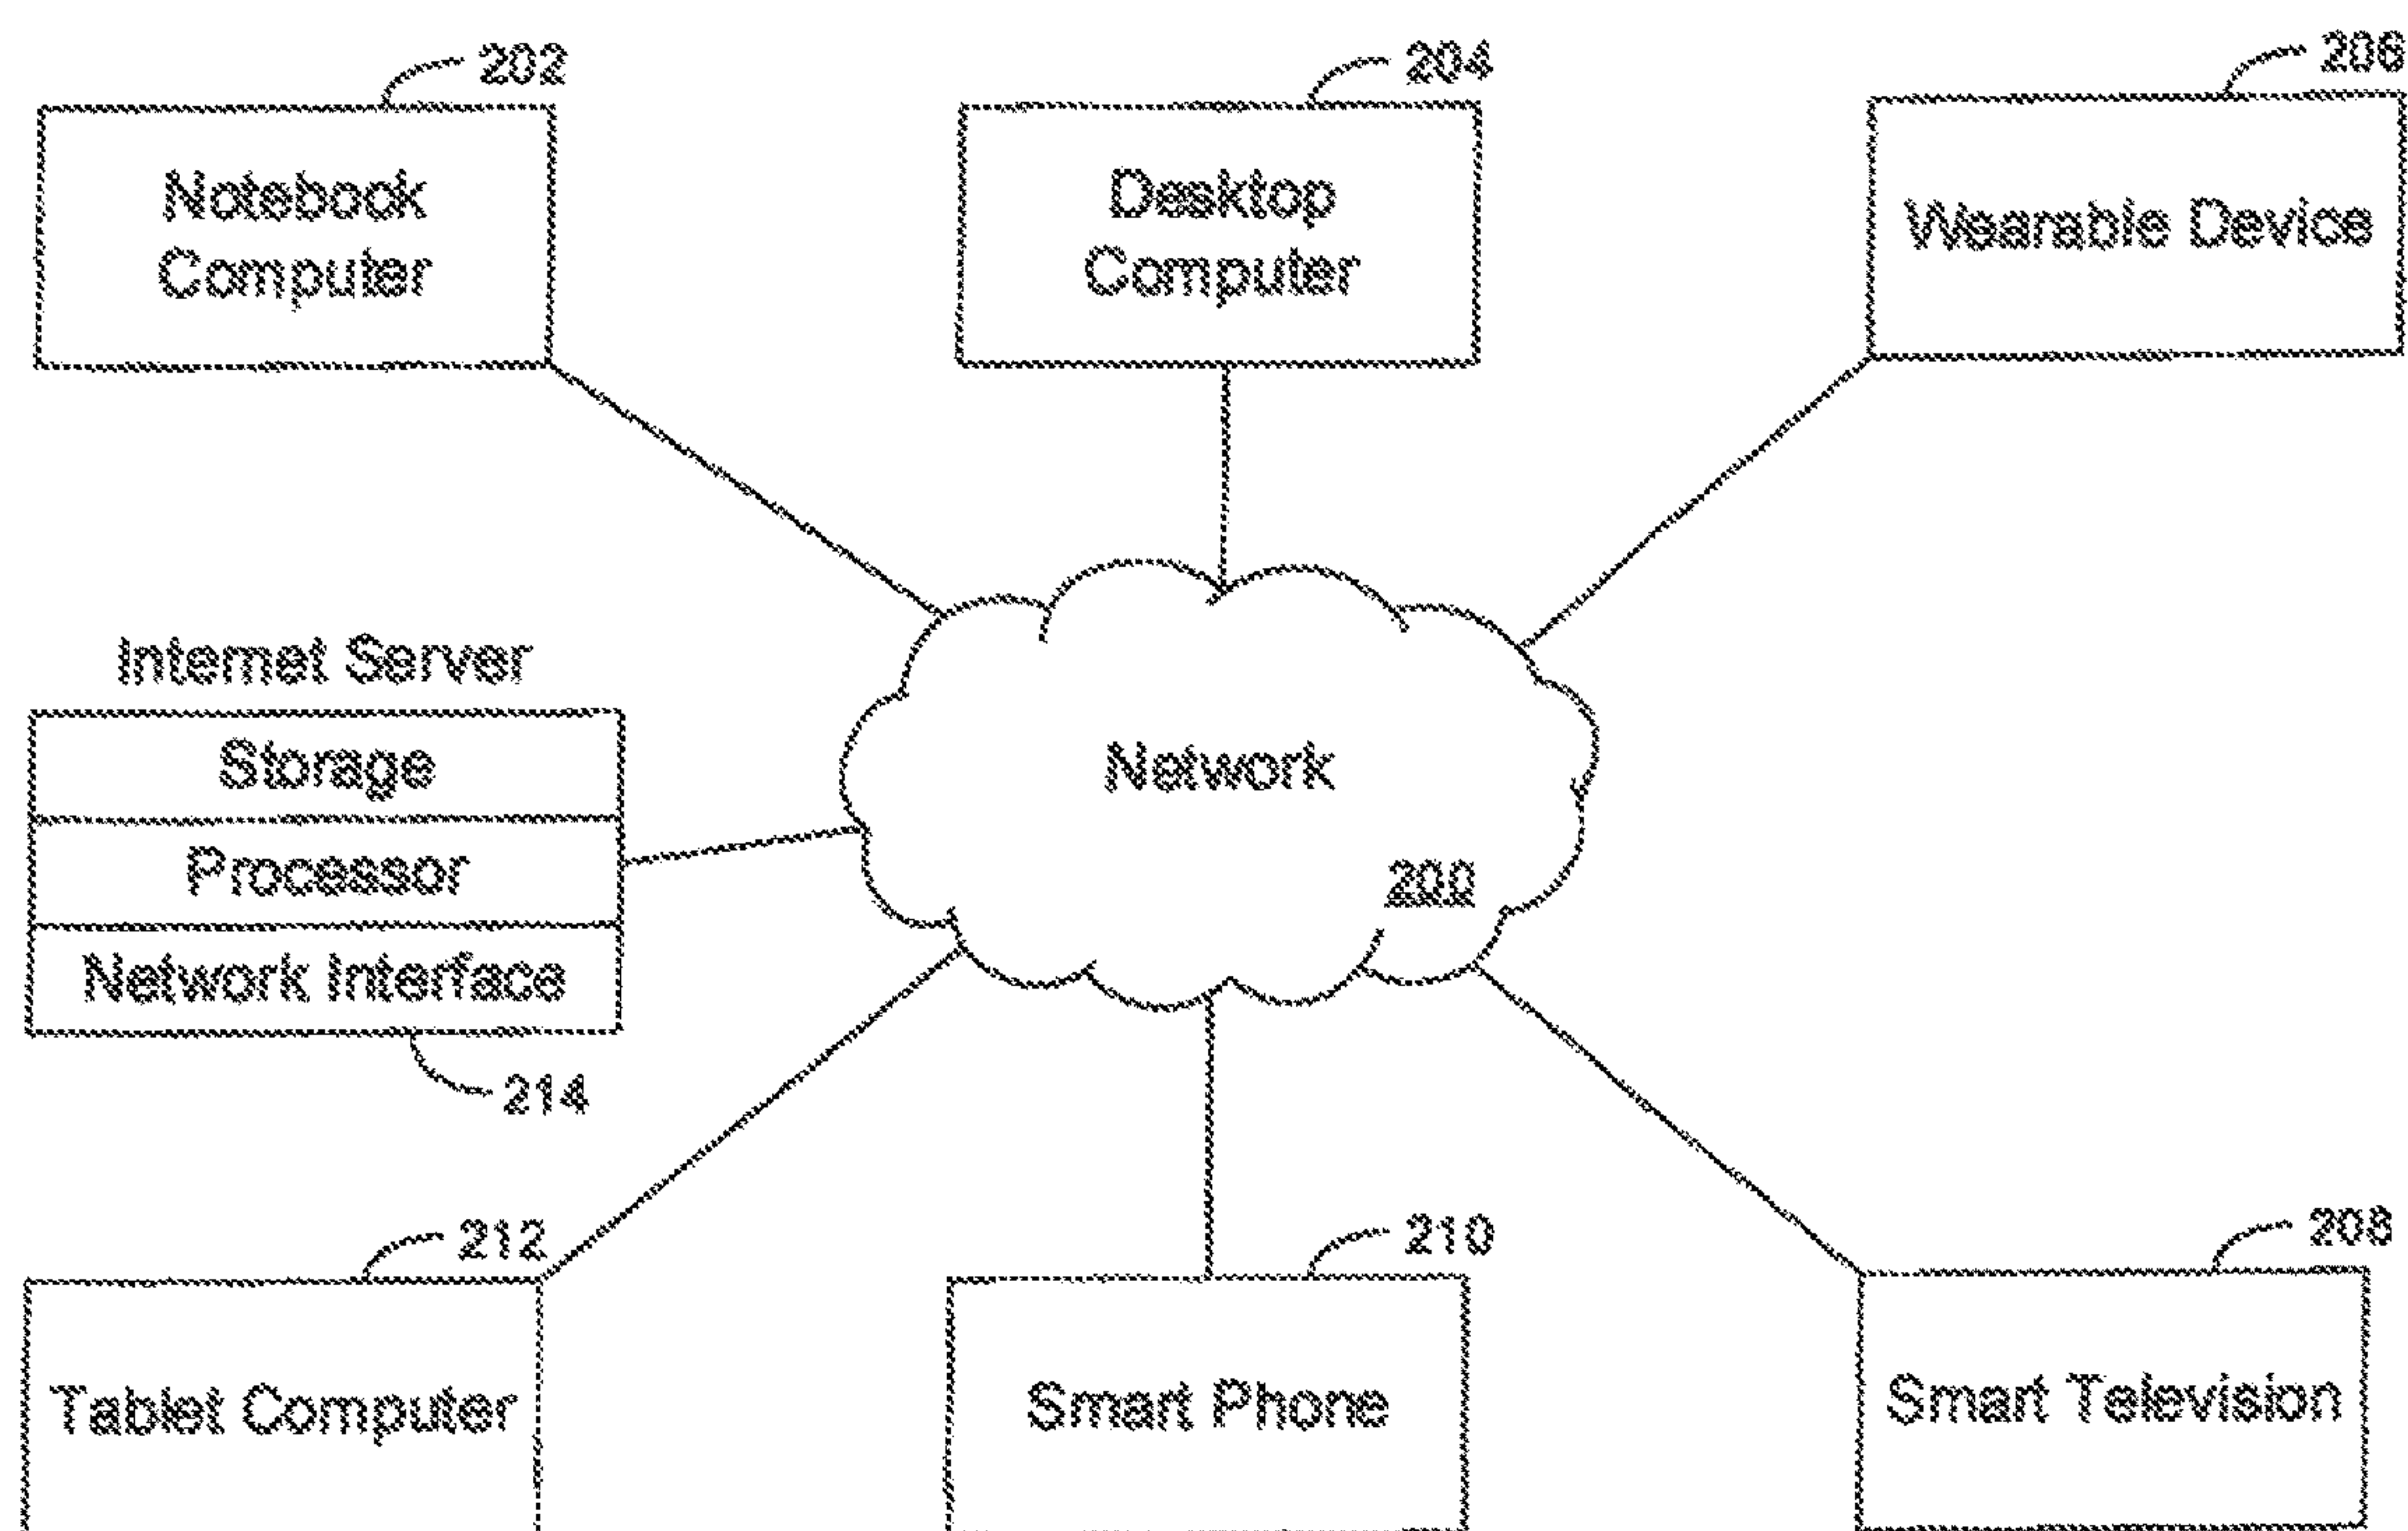 202
Notebook
Computer
204
Desktop
Computer
206
Wearable Device
Internet Server
Storage
Processor
Network Interface
214
Network
200
212
Tablet Computer
210
Smart Phone
208
Smart Television